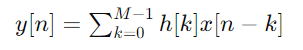 y[n] = ∑_{k=0}^{M−1} h[k]x[n − k]